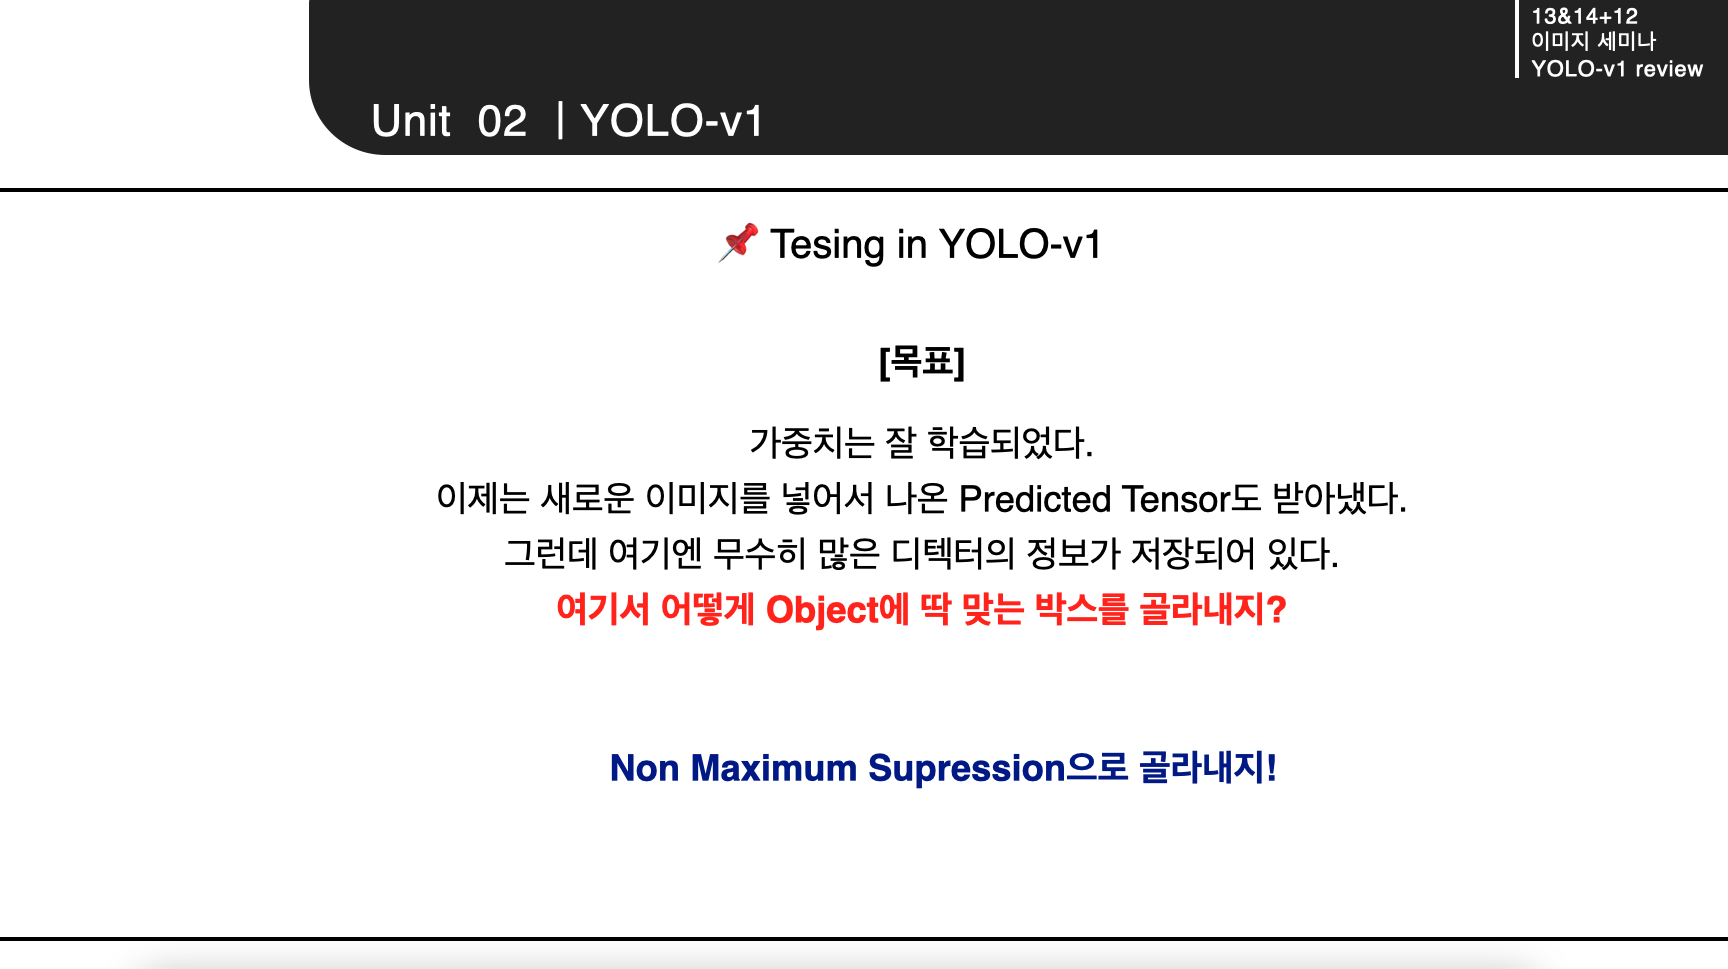 13&14+12
이미지 세미나
YOLO-v1 review
Unit 02 | YOLO-v1
📌 Tesing in YOLO-v1
[목표]
가중치는 잘 학습되었다.
이제는 새로운 이미지를 넣어서 나온 Predicted Tensor도 받아냈다.
그런데 여기엔 무수히 많은 디텍터의 정보가 저장되어 있다.
여기서 어떻게 Object에 딱 맞는 박스를 골라내지?
Non Maximum Supression으로 골라내지!